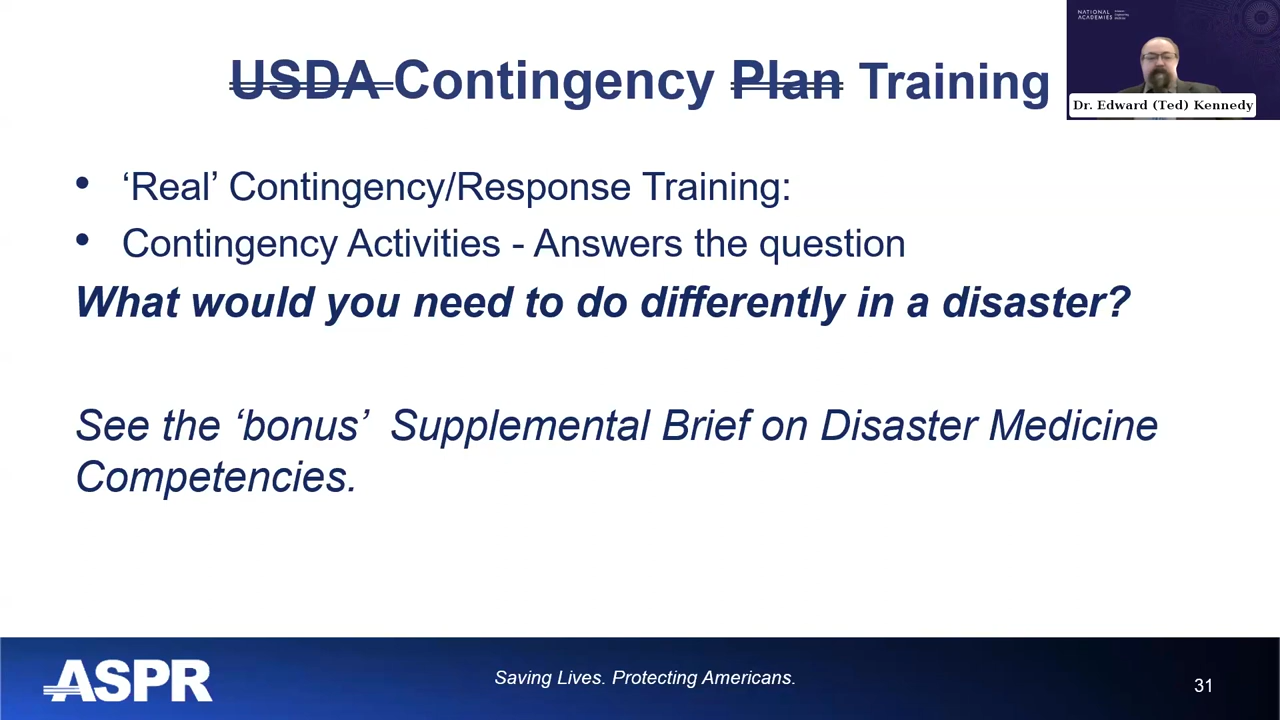 USDA Contingency Plan Training
NATIONAL
ACADEMIES
Dr. Edward (Ted) Kennedy
• ‘Real’ Contingency/Response Training:
• Contingency Activities - Answers the question
What would you need to do differently in a disaster?
See the ‘bonus’  Supplemental Brief on Disaster Medicine
Competencies.
ASPR
Saving Lives. Protecting Americans.
31